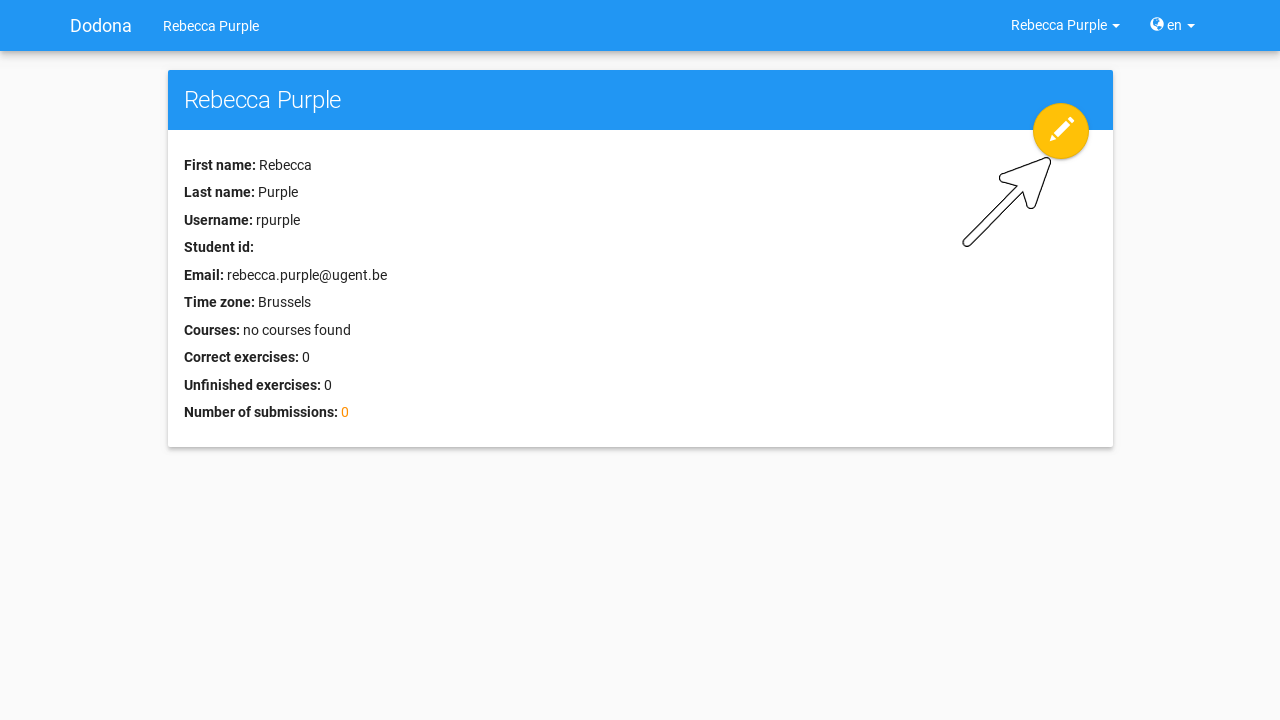 Dodona Rebecca Purple Rebecca Purple en
Rebecca Purple
First name: Rebecca
Last name: Purple
Username: rpurple
Student id:
Email: rebecca.purple@ugent.be
Time zone: Brussels
Courses: no courses found
Correct exercises: 0
Unfinished exercises: 0
Number of submissions: 0